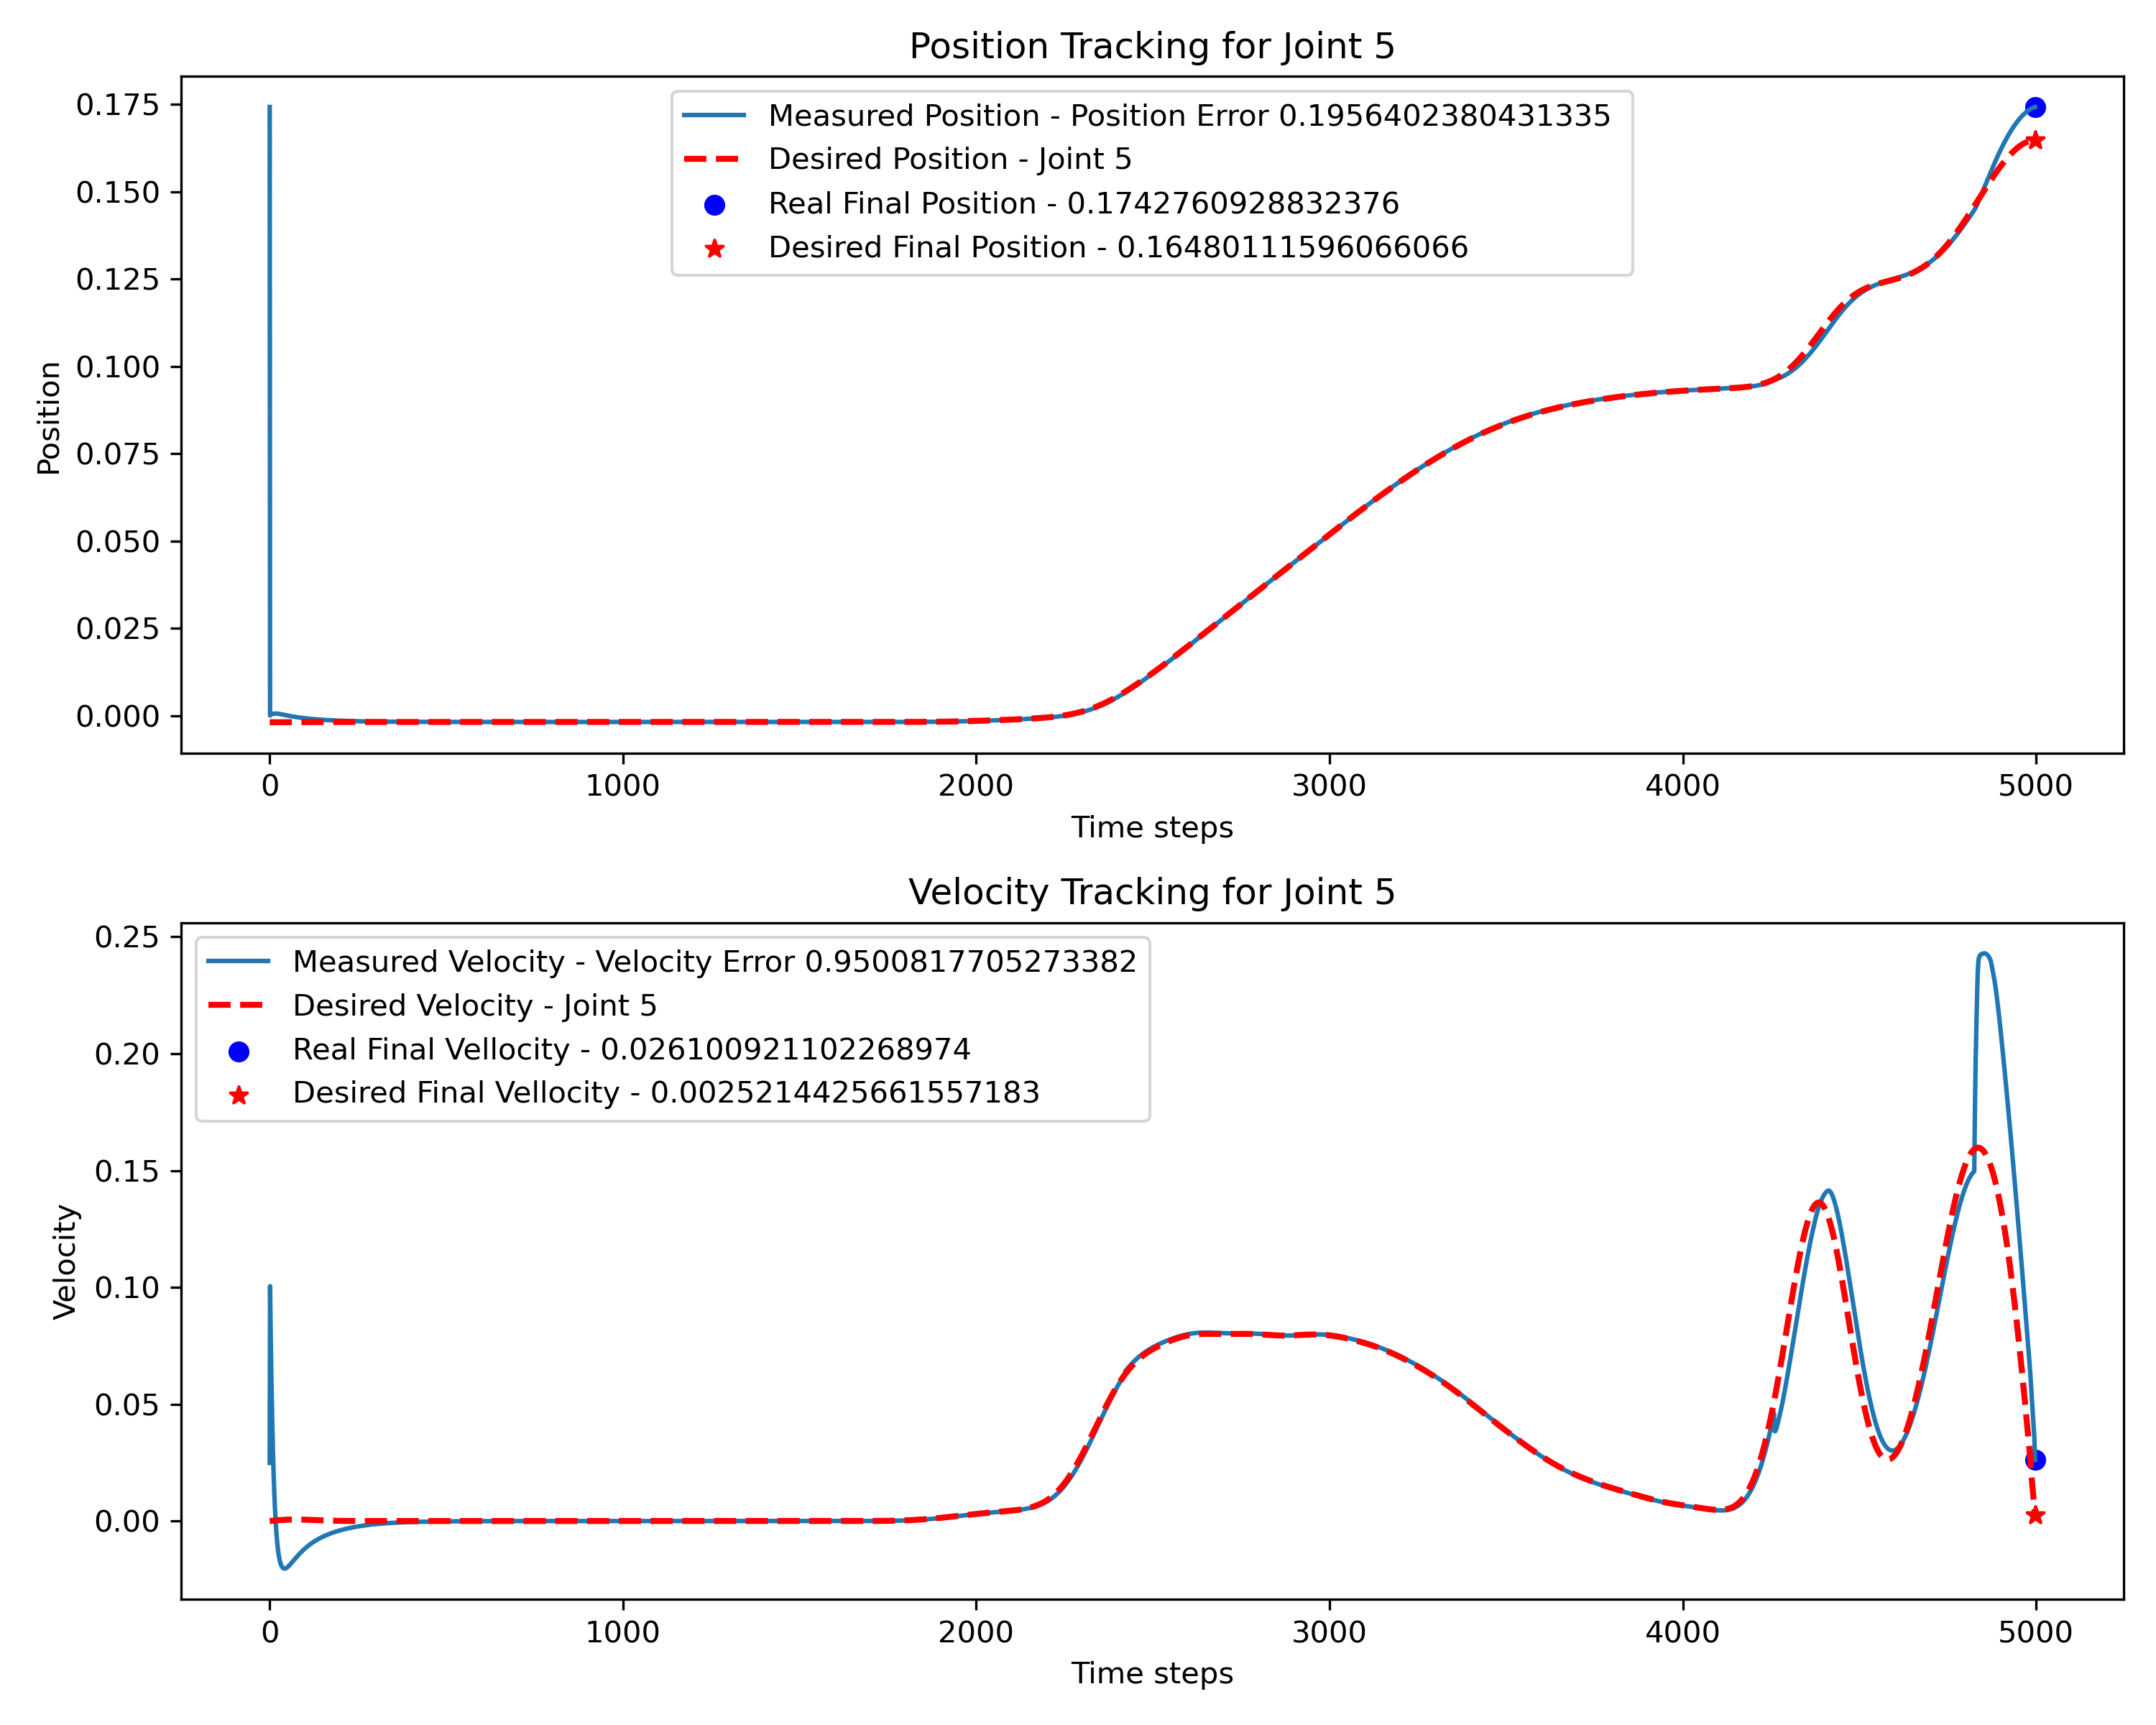 Position Tracking for Joint 5
Measured Position - Position Error 0.1956402380431335
Desired Position - Joint 5
Real Final Position - 0.1742760928832376
Desired Final Position - 0.16480111596066066
0.175
0.150
0.125
0.100
0.075
0.050
0.025
0.000
Position
0 1000 2000 3000 4000 5000
Time steps
Velocity Tracking for Joint 5
Measured Velocity - Velocity Error 0.9500817705273382
Desired Velocity - Joint 5
Real Final Vellocity - 0.026100921102268974
Desired Final Vellocity - 0.0025214425661557183
0.25
0.20
0.15
0.10
0.05
0.00
Velocity
0 1000 2000 3000 4000 5000
Time steps